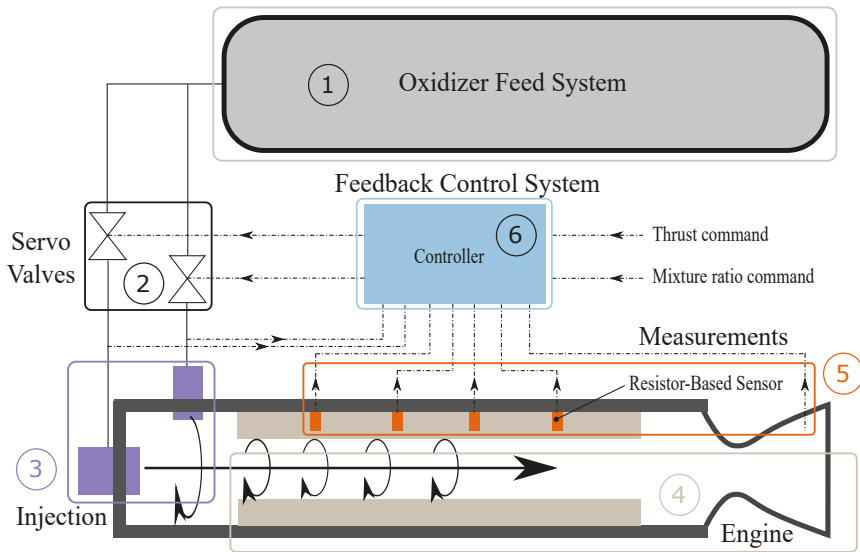 1
Oxidizer Feed System
Feedback Control System
6
Controller
Thrust command
Mixture ratio command
Servo
Valves
2
Measurements
5
Resistor-Based Sensor
3
Injection
4
Engine